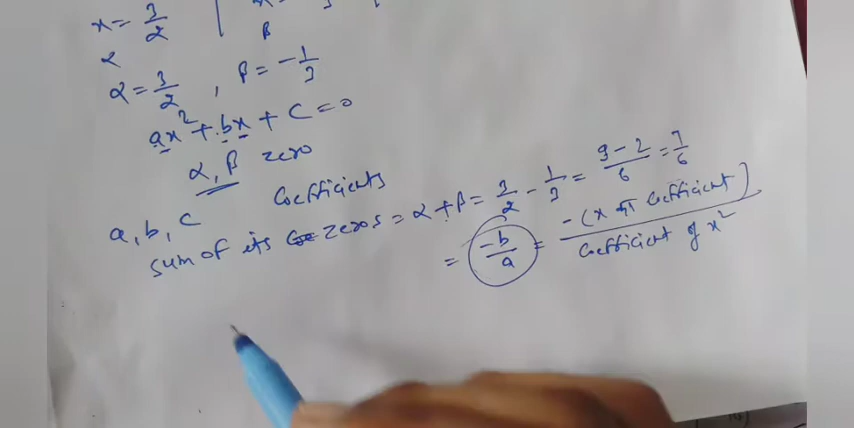 x = 3/2 |
α β
α = 3/2 , β = -1/3
ax² + bx + c = 0
α, β zero
a, b, c coefficients
sum of its zeros = α + β = 3/2 - 1/3 = 9-2/6 = 7/6
= -b/a = -(x का coefficient)/coefficient of x²